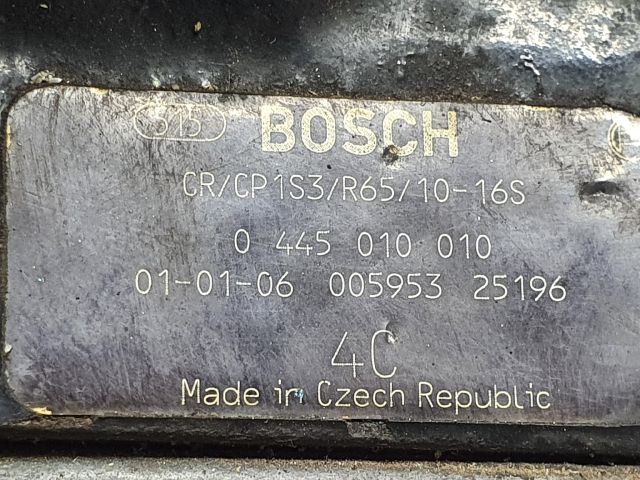 315 BOSCH
CR/CP1S3/R65/10-16S
0 445 010 010
01-01-06 005953 25196
4C
Made in Czech Republic